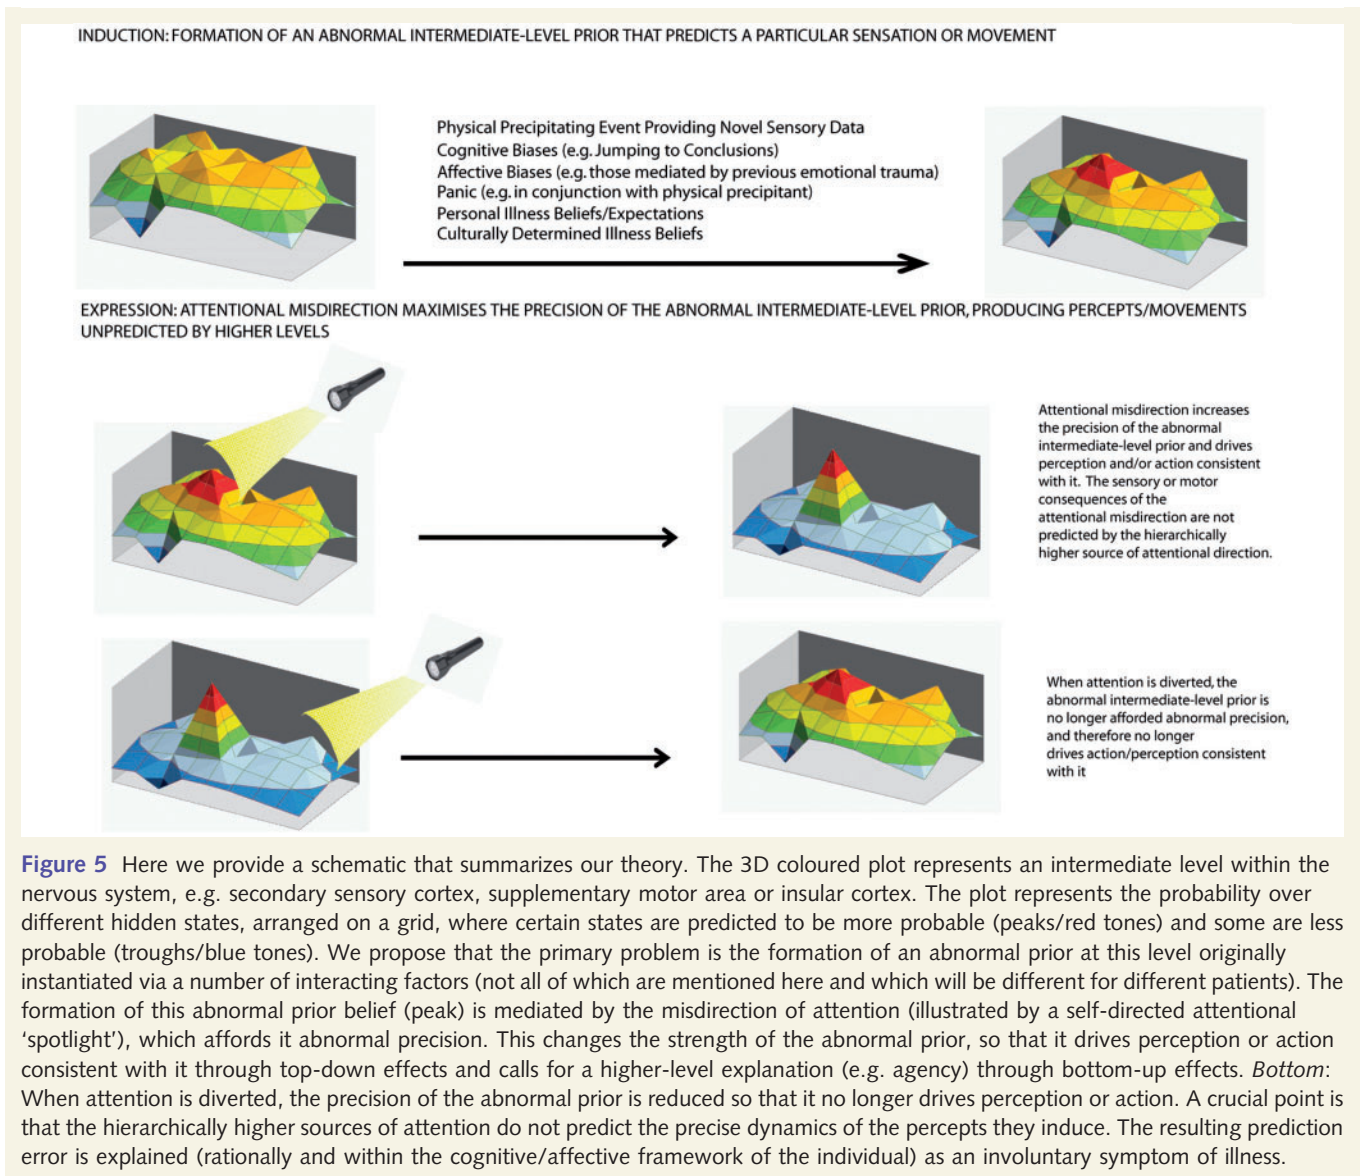 INDUCTION: FORMATION OF AN ABNORMAL INTERMEDIATE-LEVEL PRIOR THAT PREDICTS A PARTICULAR SENSATION OR MOVEMENT
Physical Precipitating Event Providing Novel Sensory Data
Cognitive Biases (e.g. Jumping to Conclusions)
Affective Biases (e.g. those mediated by previous emotional trauma)
Panic (e.g. in conjunction with physical precipitant)
Personal Illness Beliefs/Expectations
Culturally Determined Illness Beliefs
EXPRESSION: ATTENTIONAL MISDIRECTION MAXIMISES THE PRECISION OF THE ABNORMAL INTERMEDIATE-LEVEL PRIOR, PRODUCING PERCEPTS/MOVEMENTS
UNPREDICTED BY HIGHER LEVELS
Attentional misdirection increases
the precision of the abnormal
intermediate-level prior and drives
perception and/or action consistent
with it. The sensory or motor
consequences of the
attentional misdirection are not
predicted by the hierarchically
higher source of attentional direction.
When attention is diverted, the
abnormal intermediate-level prior is
no longer afforded abnormal precision,
and therefore no longer
drives action/perception consistent
with it
Figure 5 Here we provide a schematic that summarizes our theory. The 3D coloured plot represents an intermediate level within the
nervous system, e.g. secondary sensory cortex, supplementary motor area or insular cortex. The plot represents the probability over
different hidden states, arranged on a grid, where certain states are predicted to be more probable (peaks/red tones) and some are less
probable (troughs/blue tones). We propose that the primary problem is the formation of an abnormal prior at this level originally
instantiated via a number of interacting factors (not all of which are mentioned here and which will be different for different patients). The
formation of this abnormal prior belief (peak) is mediated by the misdirection of attention (illustrated by a self-directed attentional
‘spotlight’), which affords it abnormal precision. This changes the strength of the abnormal prior, so that it drives perception or action
consistent with it through top-down effects and calls for a higher-level explanation (e.g. agency) through bottom-up effects. Bottom:
When attention is diverted, the precision of the abnormal prior is reduced so that it no longer drives perception or action. A crucial point is
that the hierarchically higher sources of attention do not predict the precise dynamics of the percepts they induce. The resulting prediction
error is explained (rationally and within the cognitive/affective framework of the individual) as an involuntary symptom of illness.